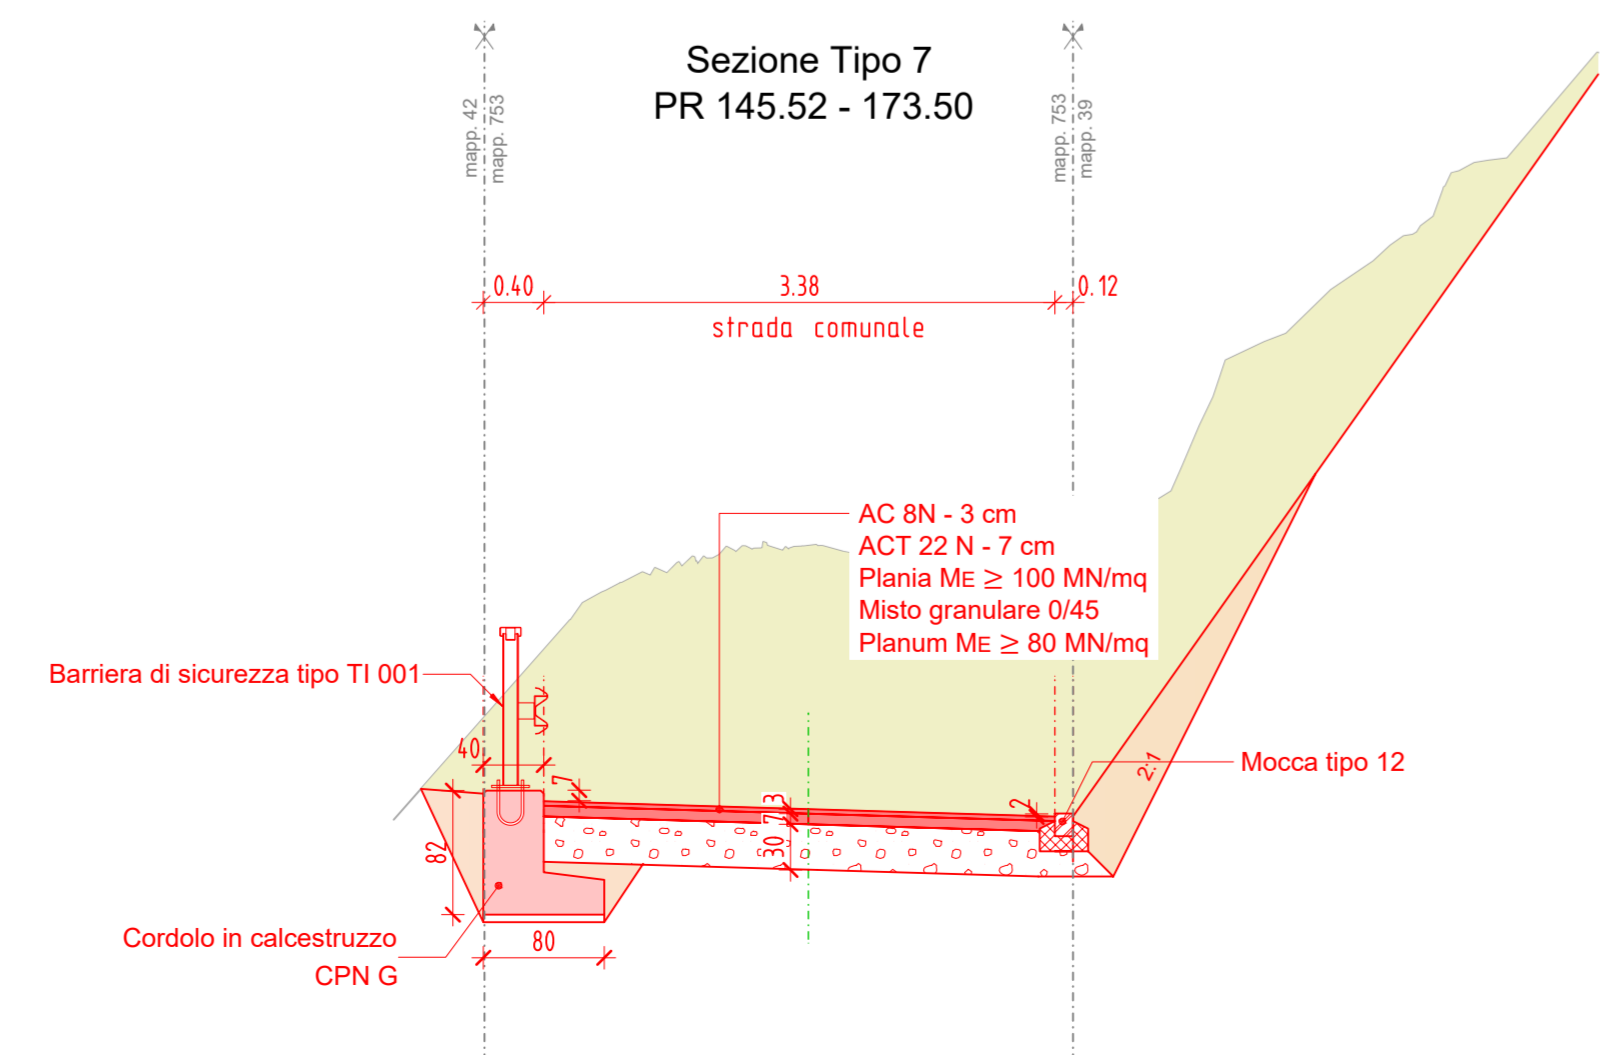 Sezione Tipo 7
PR 145.52 - 173.50
mapp. 42
mapp. 753
mapp. 753
mapp. 39
0.40
3.38
0.12
strada comunale
AC 8N - 3 cm
ACT 22 N - 7 cm
Plania ME ≥ 100 MN/mq
Misto granulare 0/45
Planum ME ≥ 80 MN/mq
Barriera di sicurezza tipo TI 001
40
7
3
7
30
2
2:1
Mocca tipo 12
82
80
Cordolo in calcestruzzo
CPN G